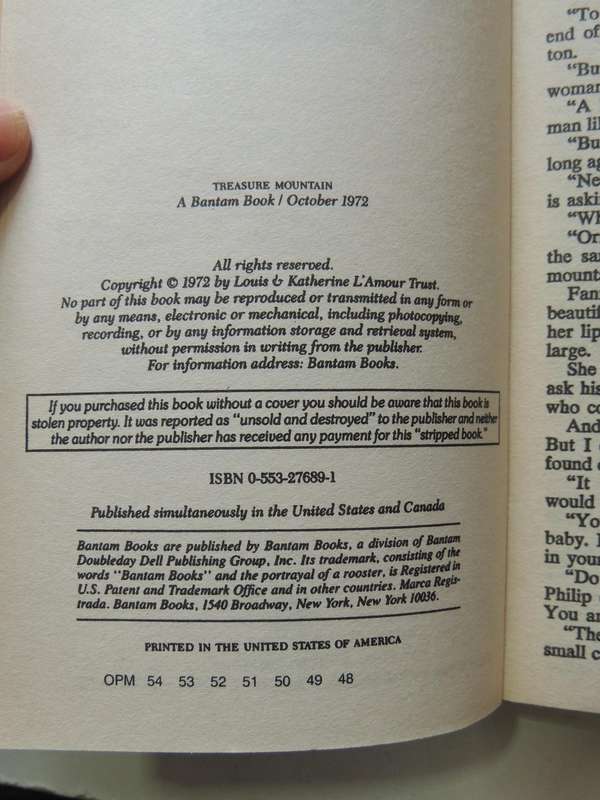 TREASURE MOUNTAIN
A Bantam Book / October 1972
All rights reserved.
Copyright © 1972 by Louis & Katherine L'Amour Trust.
No part of this book may be reproduced or transmitted in any form or
by any means, electronic or mechanical, including photocopying,
recording, or by any information storage and retrieval system,
without permission in writing from the publisher.
For information address: Bantam Books.
If you purchased this book without a cover you should be aware that this book is
stolen property. It was reported as "unsold and destroyed" to the publisher and neither
the author nor the publisher has received any payment for this "stripped book."
ISBN 0-553-27689-1
Published simultaneously in the United States and Canada
Bantam Books are published by Bantam Books, a division of Bantam
Doubleday Dell Publishing Group, Inc. Its trademark, consisting of the
words "Bantam Books" and the portrayal of a rooster, is Registered in
U.S. Patent and Trademark Office and in other countries. Marca Regis-
trada. Bantam Books, 1540 Broadway, New York, New York 10036.
PRINTED IN THE UNITED STATES OF AMERICA
OPM 54 53 52 51 50 49 48
"To
end of
ton.
"Bu
woman
"A
man li
"Bu
long ag
"Ne
is aski
"Wh
"Or
the sa
mount
Fan
beautif
her lip
large.
She
ask his
who co
And
But I
found
"It
would
"Yo
baby. I
in your
"Do
Philip
You an
"The
small c